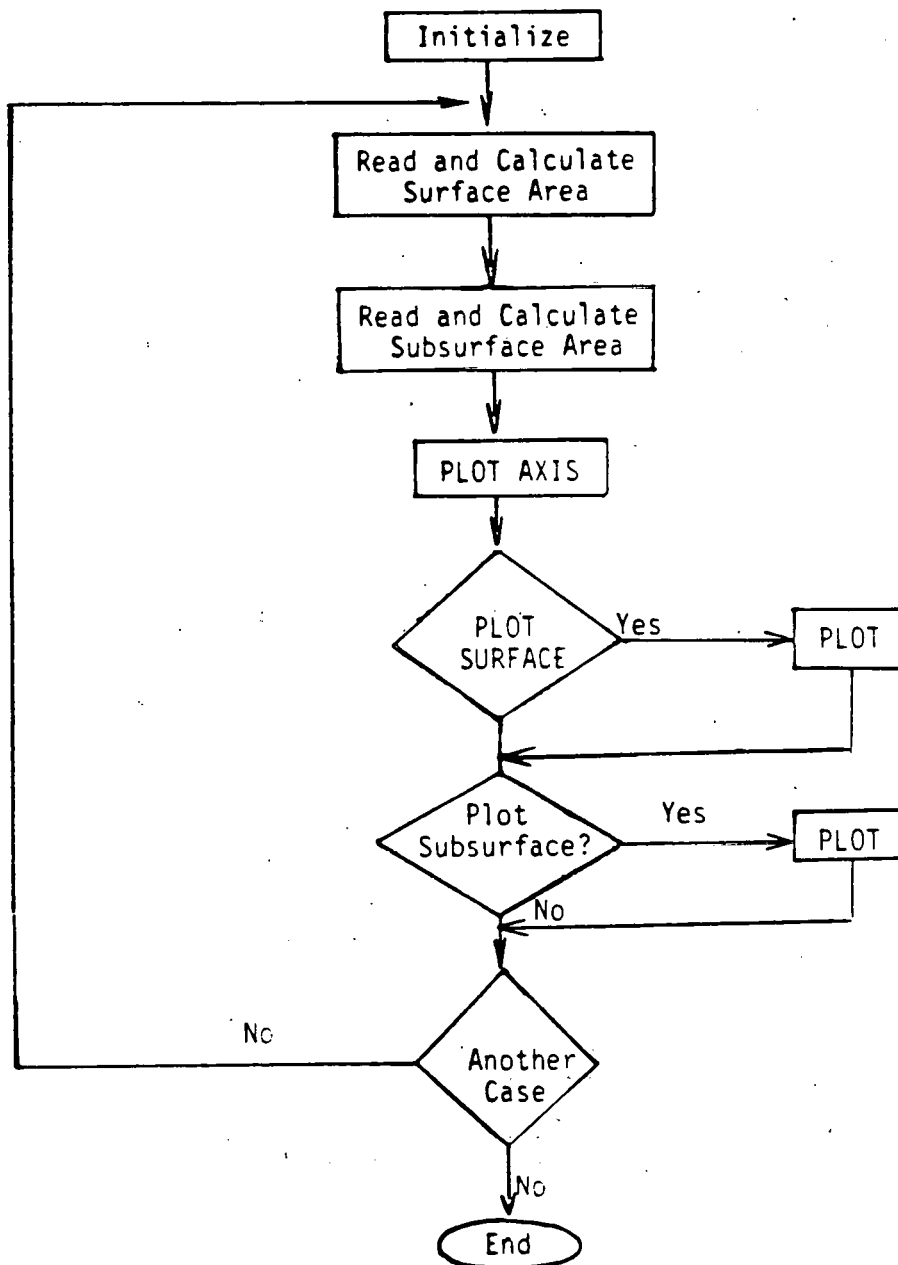 Initialize
Read and Calculate
Surface Area
Read and Calculate
Subsurface Area
PLOT AXIS
PLOT
SURFACE
Yes
PLOT
Plot
Subsurface?
Yes
PLOT
No
Another
Case
No
No
End